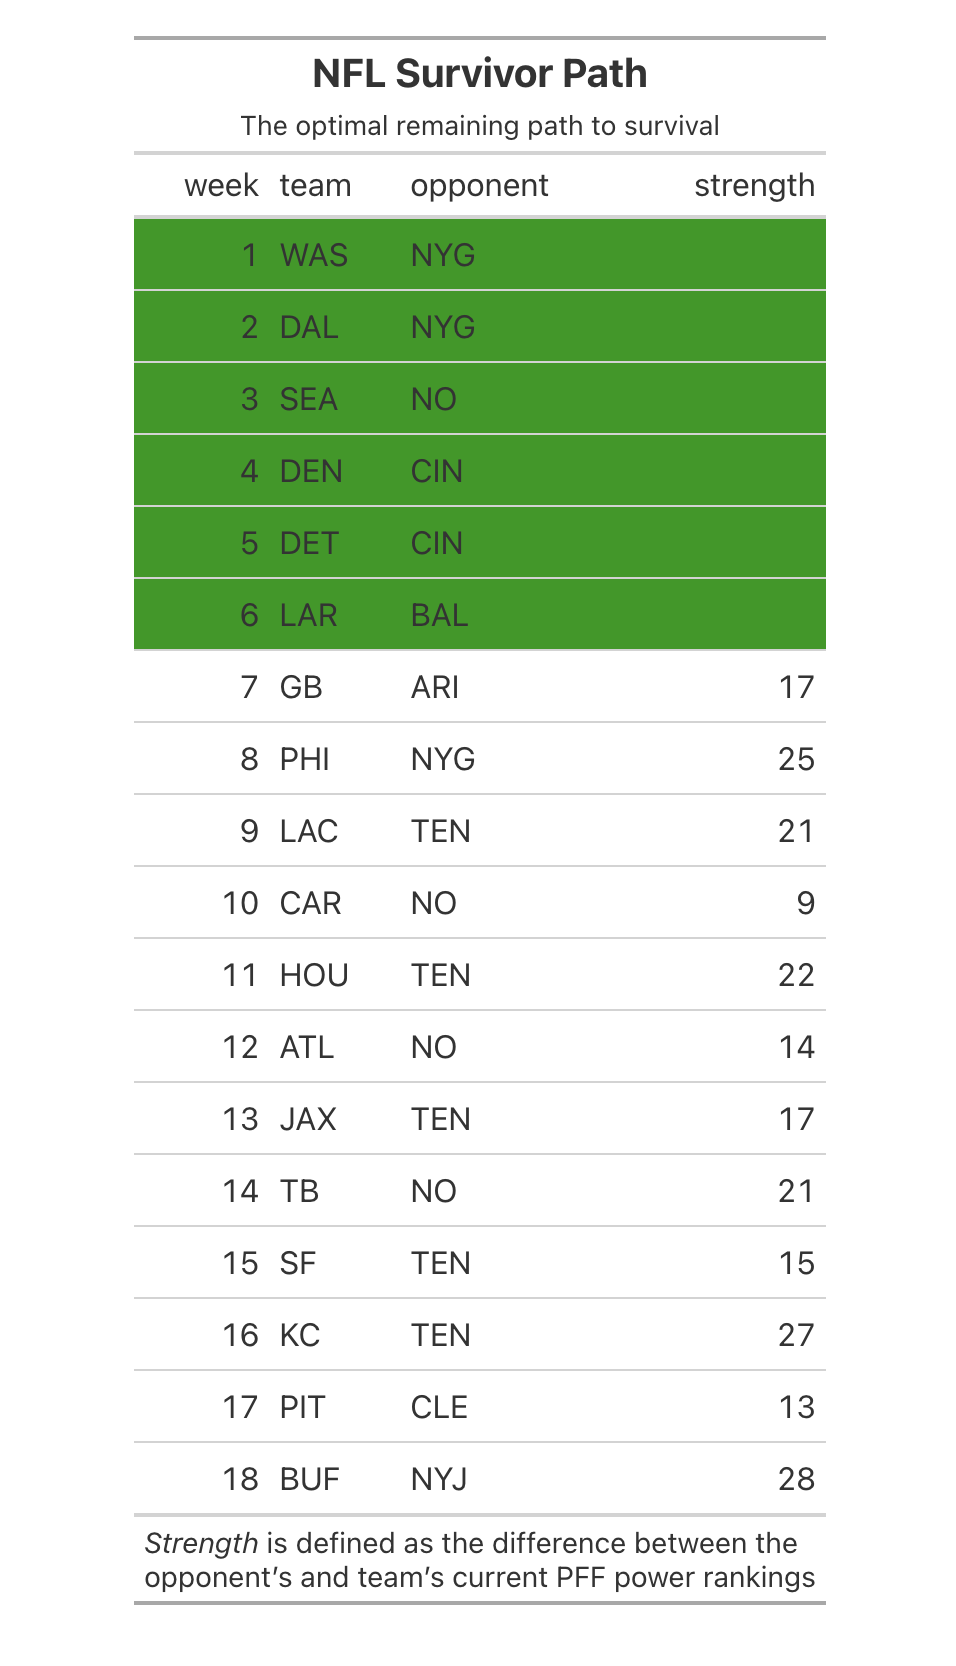 NFL Survivor Path
The optimal remaining path to survival
week team opponent strength
1 WAS NYG
2 DAL NYG
3 SEA NO
4 DEN CIN
5 DET CIN
6 LAR BAL
7 GB ARI 17
8 PHI NYG 25
9 LAC TEN 21
10 CAR NO 9
11 HOU TEN 22
12 ATL NO 14
13 JAX TEN 17
14 TB NO 21
15 SF TEN 15
16 KC TEN 27
17 PIT CLE 13
18 BUF NYJ 28
Strength is defined as the difference between the
opponent's and team's current PFF power rankings